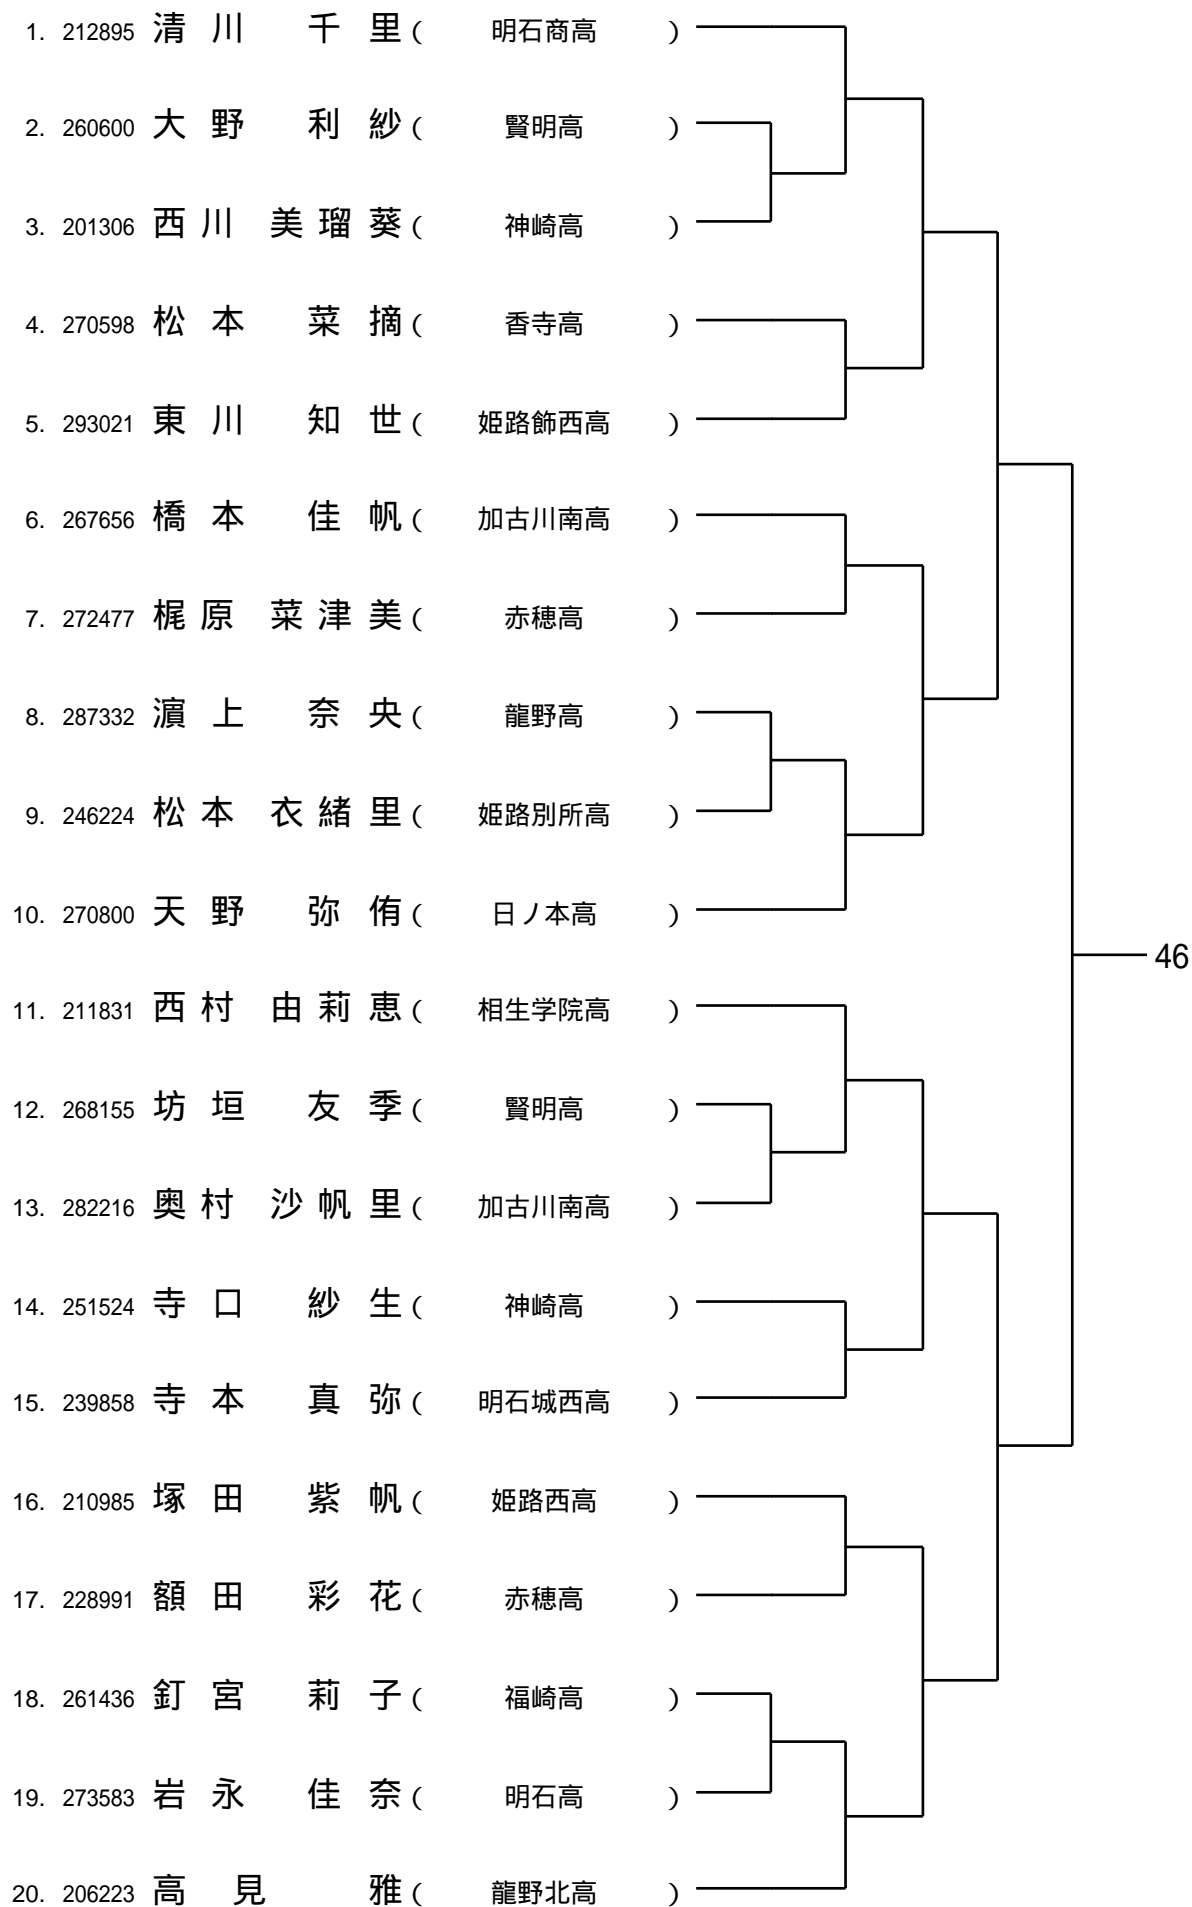 1. 212895 清川 千里 ( 明石商高 )
2. 260600 大野 利紗 ( 賢明高 )
3. 201306 西川 美瑠葵 ( 神崎高 )
4. 270598 松本 菜摘 ( 香寺高 )
5. 293021 東川 知世 ( 姫路飾西高 )
6. 267656 橋本 佳帆 ( 加古川南高 )
7. 272477 梶原 菜津美 ( 赤穂高 )
8. 287332 濵上 奈央 ( 龍野高 )
9. 246224 松本 衣緒里 ( 姫路別所高 )
10. 270800 天野 弥侑 ( 日ノ本高 )
46
11. 211831 西村 由莉恵 ( 相生学院高 )
12. 268155 坊垣 友季 ( 賢明高 )
13. 282216 奥村 沙帆里 ( 加古川南高 )
14. 251524 寺口 紗生 ( 神崎高 )
15. 239858 寺本 真弥 ( 明石城西高 )
16. 210985 塚田 紫帆 ( 姫路西高 )
17. 228991 額田 彩花 ( 赤穂高 )
18. 261436 釘宮 莉子 ( 福崎高 )
19. 273583 岩永 佳奈 ( 明石高 )
20. 206223 高見 雅 ( 龍野北高 )